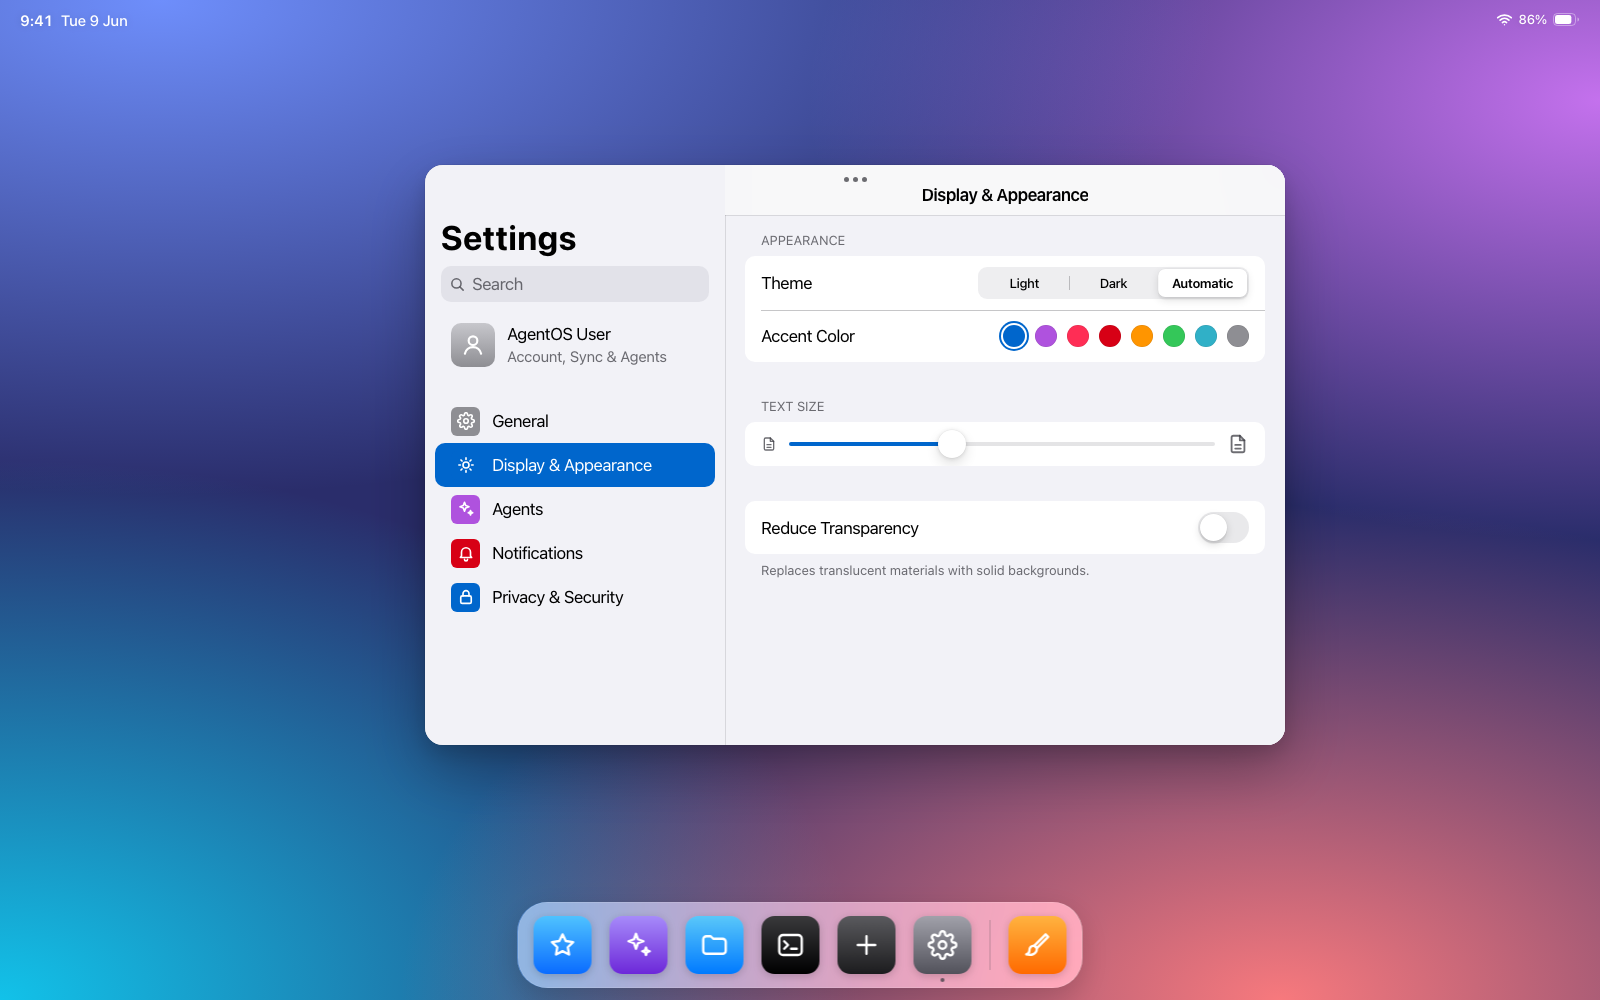 9:41 Tue 9 Jun
86%
Display & Appearance
Settings
Search
AgentOS User
Account, Sync & Agents
General
Display & Appearance
Agents
Notifications
Privacy & Security
APPEARANCE
Theme
Light
Dark
Automatic
Accent Color
TEXT SIZE
Reduce Transparency
Replaces translucent materials with solid backgrounds.